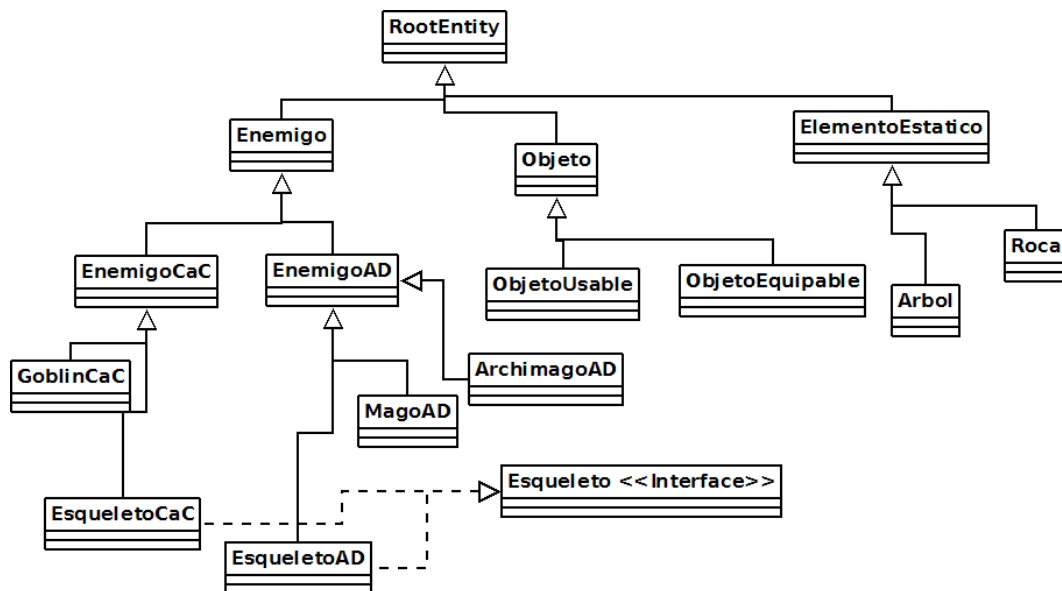 RootEntity
Enemigo
Objeto
ElementoEstatico
EnemigoCaC
EnemigoAD
ObjetoUsable
ObjetoEquipable
Arbol
Roca
GoblinCaC
MagoAD
ArchimagoAD
EsqueletoCaC
EsqueletoAD
Esqueleto <<Interface>>